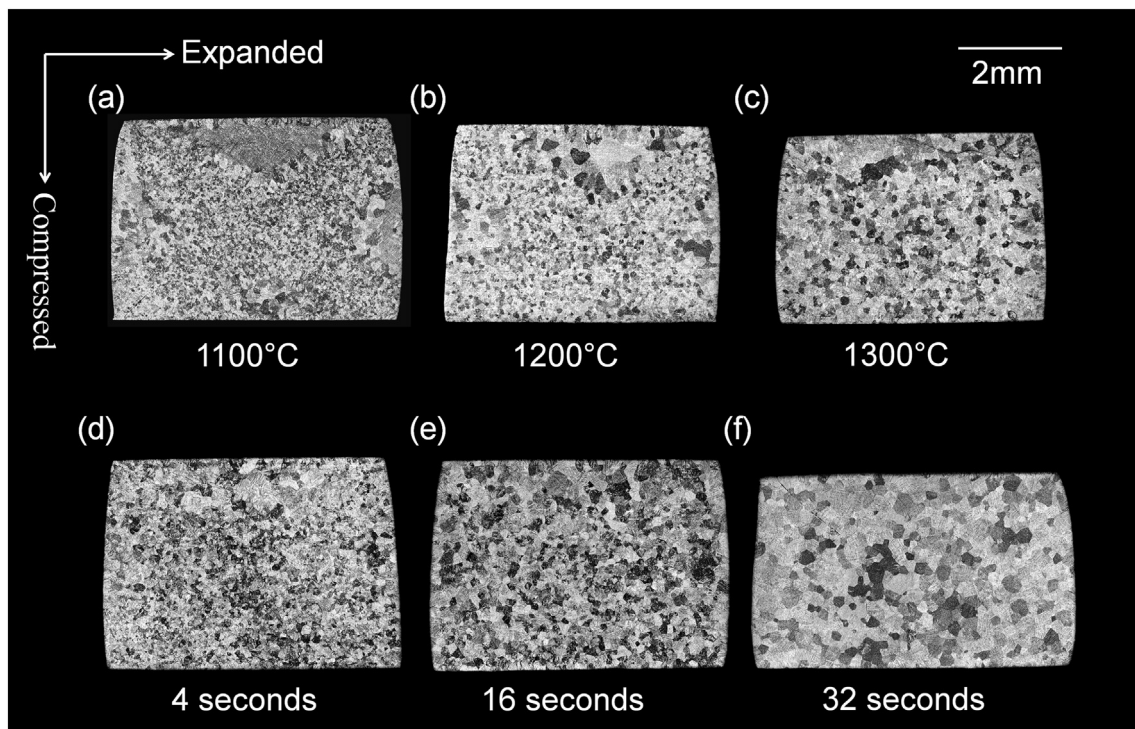 Expanded
2mm
Compressed
(a)
(b)
(c)
1100°C
1200°C
1300°C
(d)
(e)
(f)
4 seconds
16 seconds
32 seconds